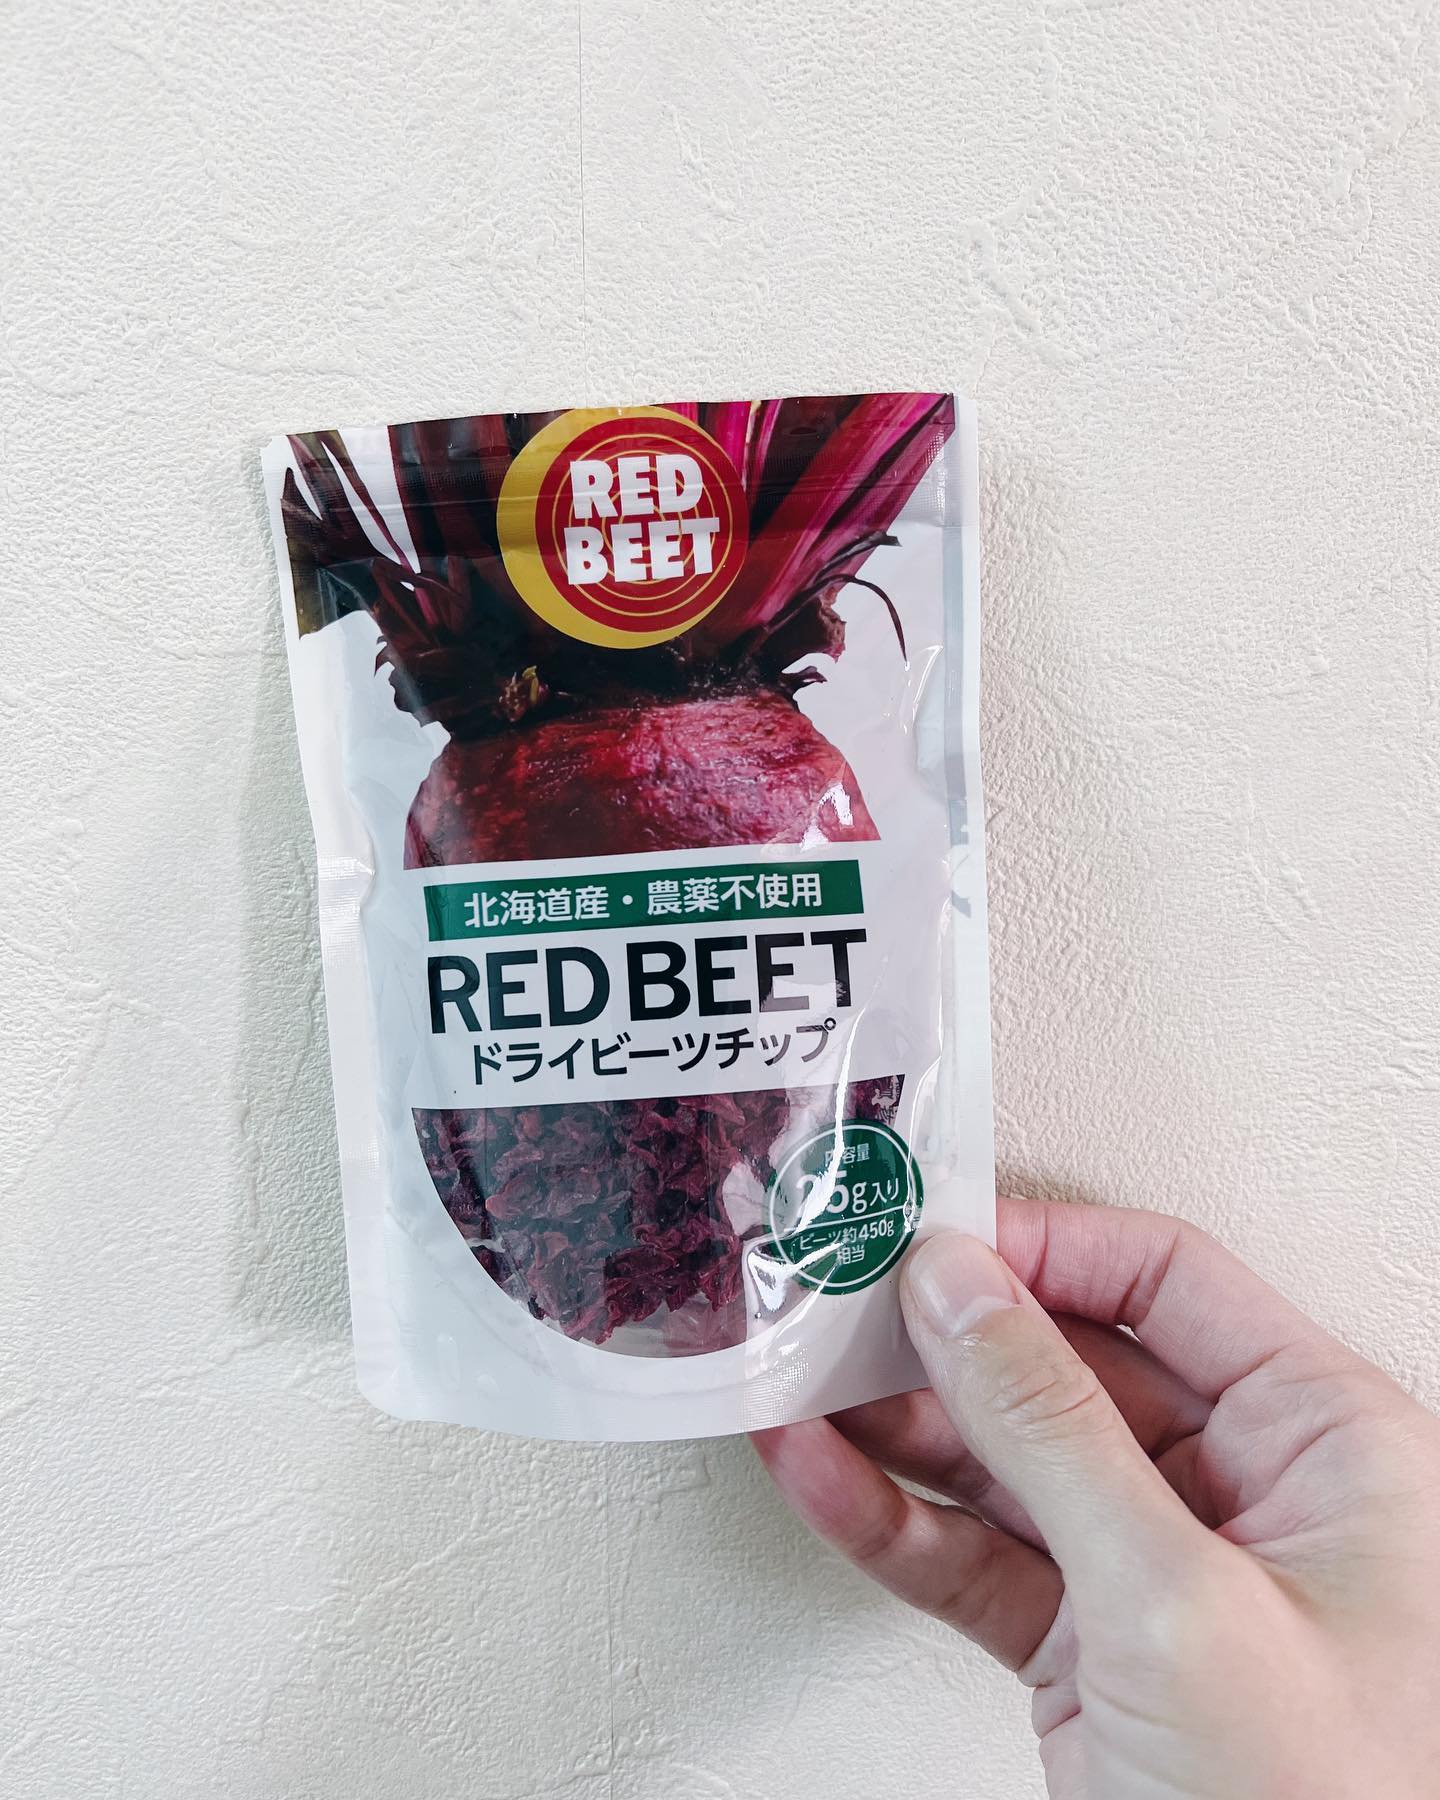 RED
BEET
北海道産・農薬不使用
RED BEET
ドライビーツチップ
内容量
25g入り
ビーツ約450g
相当